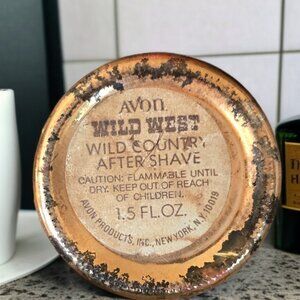 AVON
WILD WEST
WILD COUNTRY
AFTER SHAVE
CAUTION: FLAMMABLE UNTIL
DRY. KEEP OUT OF REACH
OF CHILDREN.
1.5 FL.OZ.
AVON PRODUCTS, INC., NEW YORK, N.Y. 10019